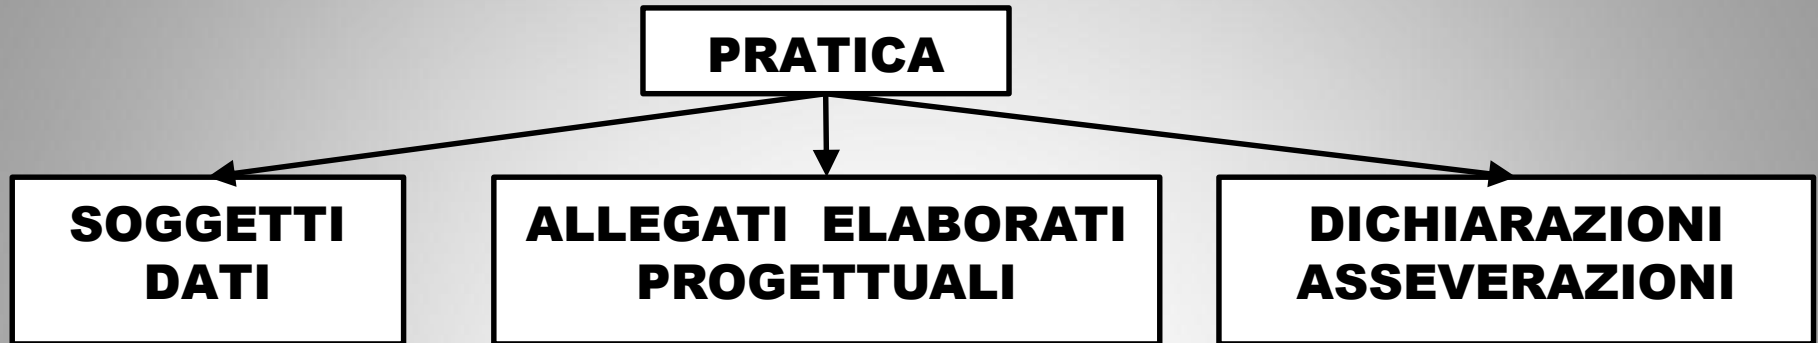 PRATICA
SOGGETTI
DATI
ALLEGATI ELABORATI
PROGETTUALI
DICHIARAZIONI
ASSEVERAZIONI